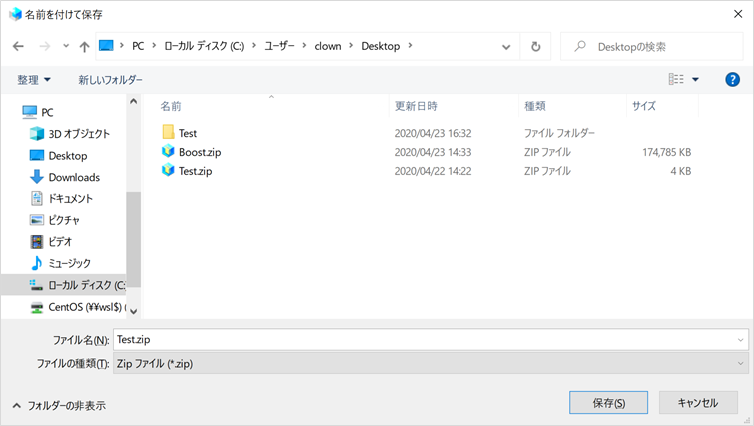 名前を付けて保存
PC › ローカル ディスク (C:) › ユーザー › clown › Desktop ›
Desktopの検索
整理 新しいフォルダー
名前 更新日時 種類 サイズ
PC
3D オブジェクト
Desktop
Downloads
ドキュメント
ピクチャ
ビデオ
ミュージック
ローカル ディスク (C:
CentOS (¥¥wsl$) (
Test 2020/04/23 16:32 ファイル フォルダー
Boost.zip 2020/04/23 14:33 ZIP ファイル 174,785 KB
Test.zip 2020/04/22 14:22 ZIP ファイル 4 KB
ファイル名(N): Test.zip
ファイルの種類(T): Zip ファイル (*.zip)
フォルダーの非表示
保存(S) キャンセル